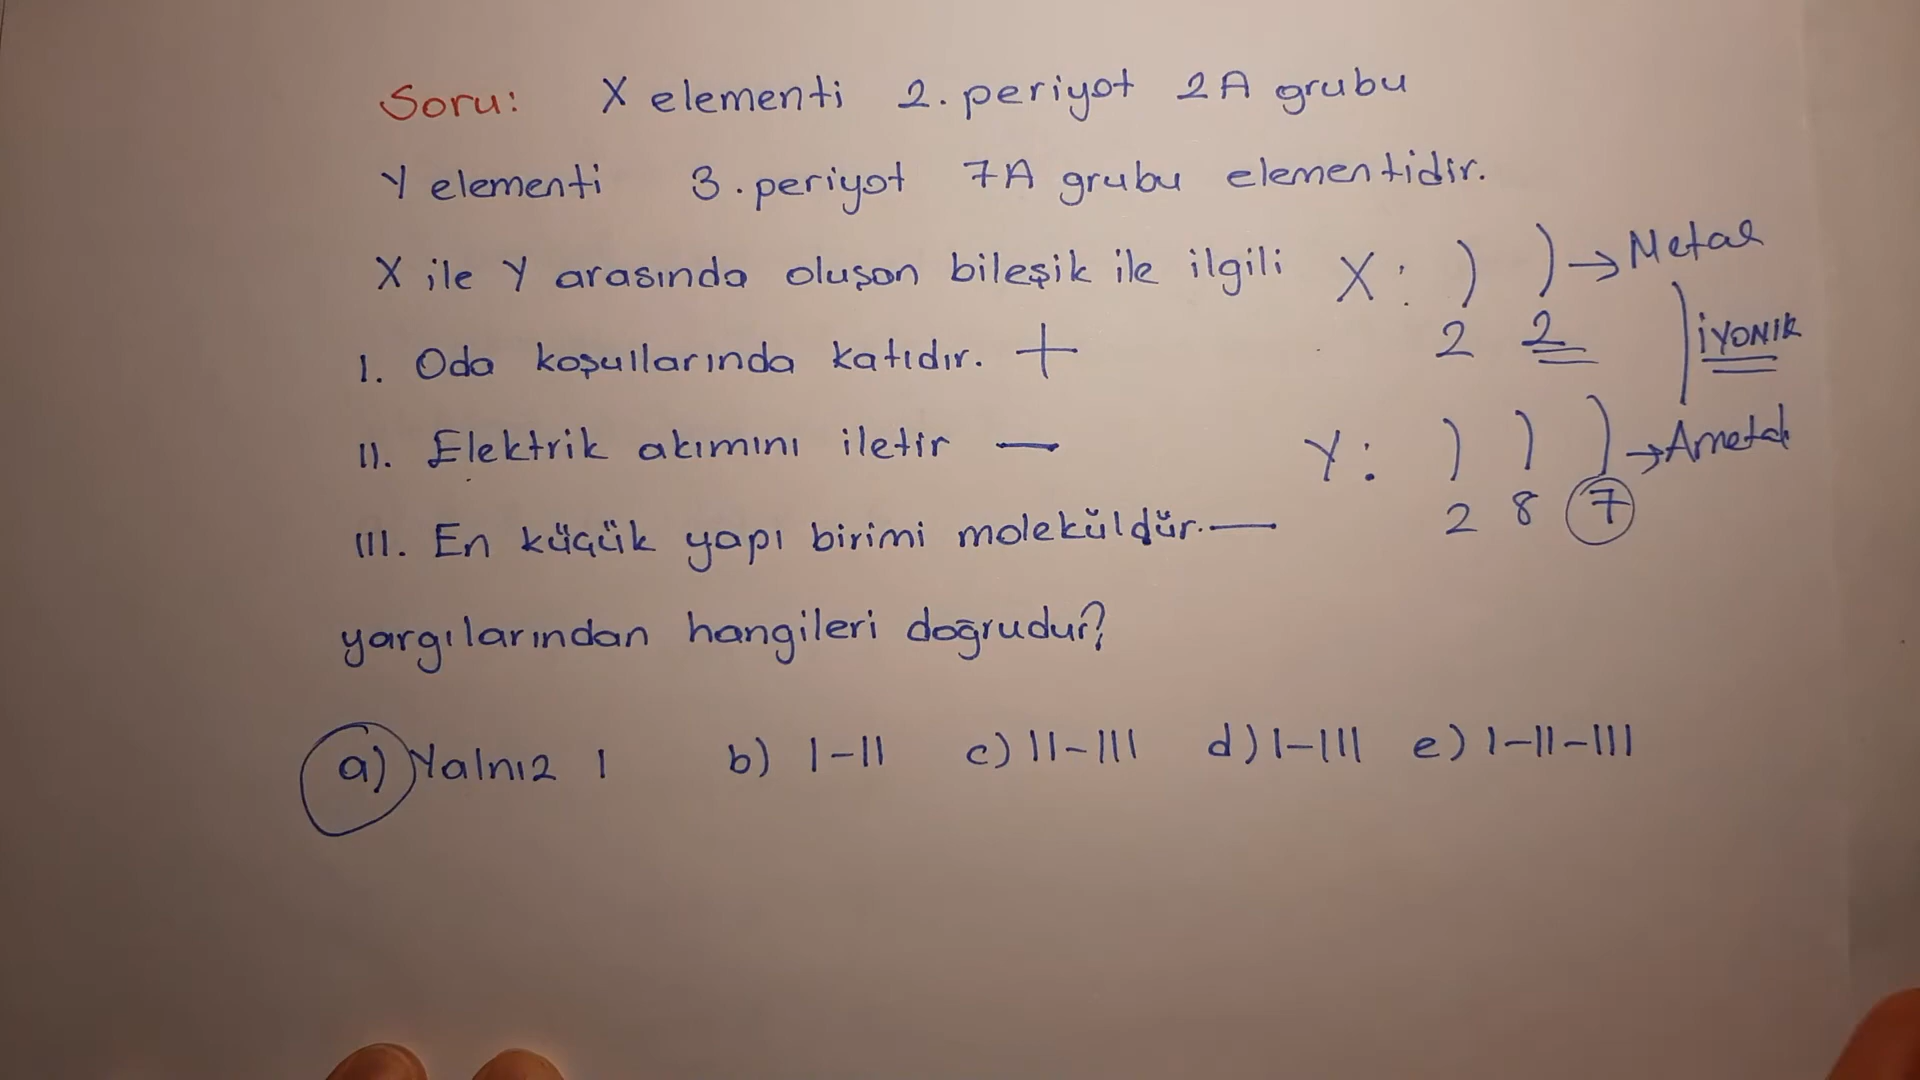 Soru: X elementi 2. periyot 2A grubu
Y elementi 3. periyot 7A grubu elementidir.
X ile Y arasında oluşan bileşik ile ilgili
I. Oda koşullarında katıdır. +
II. Elektrik akımını iletir —
III. En küçük yapı birimi moleküldür. —
yargılarından hangileri doğrudur?
a) Yalnız I b) I-II c) II-III d) I-III e) I-II-III
X: ) ) → Metal
2 2
İYONİK
Y: ) ) ) → Ametal
2 8 7